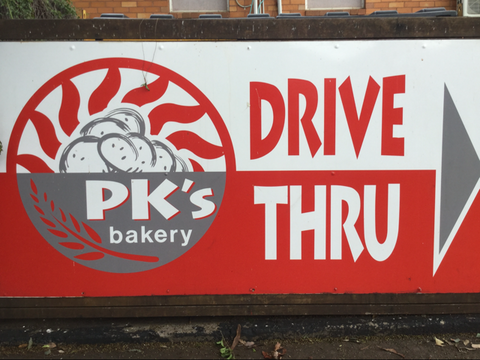 PK's
bakery
DRIVE
THRU